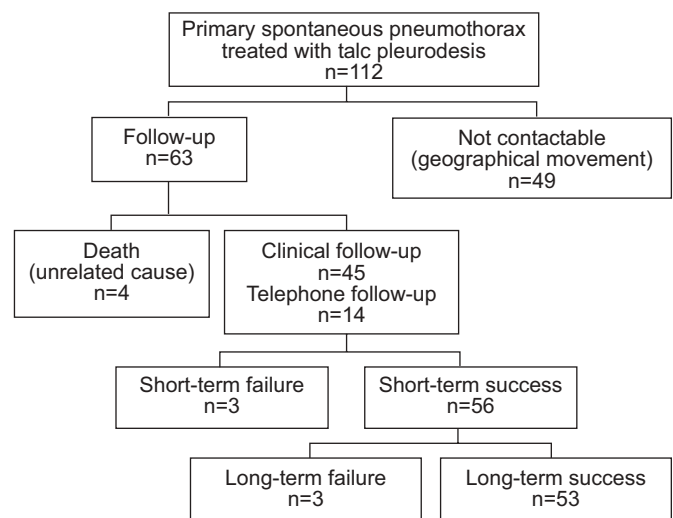 Primary spontaneous pneumothorax
treated with talc pleurodesis
n=112
Follow-up
n=63
Not contactable
(geographical movement)
n=49
Death
(unrelated cause)
n=4
Clinical follow-up
n=45
Telephone follow-up
n=14
Short-term failure
n=3
Short-term success
n=56
Long-term failure
n=3
Long-term success
n=53